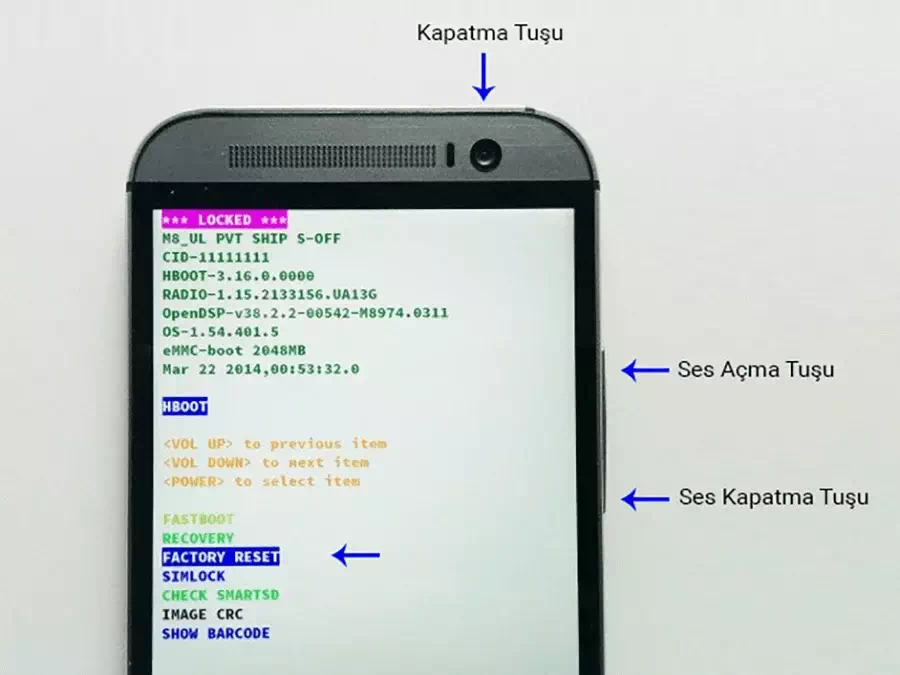 Kapatma Tuşu
*** LOCKED ***
M8_UL PVT SHIP S-OFF
CID-11111111
HBOOT-3.16.0.0000
RADIO-1.15.2133156.UA13G
OpenDSP-v38.2.2-00542-M8974.0311
OS-1.54.401.5
eMMC-boot 2048MB
Mar 22 2014,00:53:32.0
Ses Açma Tuşu
HBOOT
<VOL UP> to previous item
<VOL DOWN> to next item
<POWER> to select item
Ses Kapatma Tuşu
FASTBOOT
RECOVERY
FACTORY RESET
SIMLOCK
CHECK SMARTSD
IMAGE CRC
SHOW BARCODE